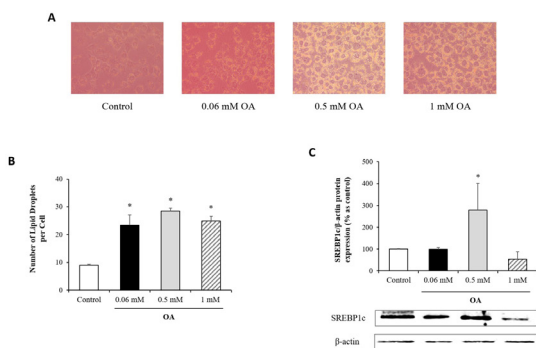 A
Control
0.06 mM OA
0.5 mM OA
1 mM OA
B
Number of Lipid Droplets
per Cell
40
30
20
10
0
*
*
*
Control
0.06 mM
0.5 mM
1 mM
OA
C
SREBP1c/β-actin protein
expression (% as control)
500
400
300
200
100
0
*
Control
0.06 mM
0.5 mM
1 mM
OA
SREBP1c
β-actin